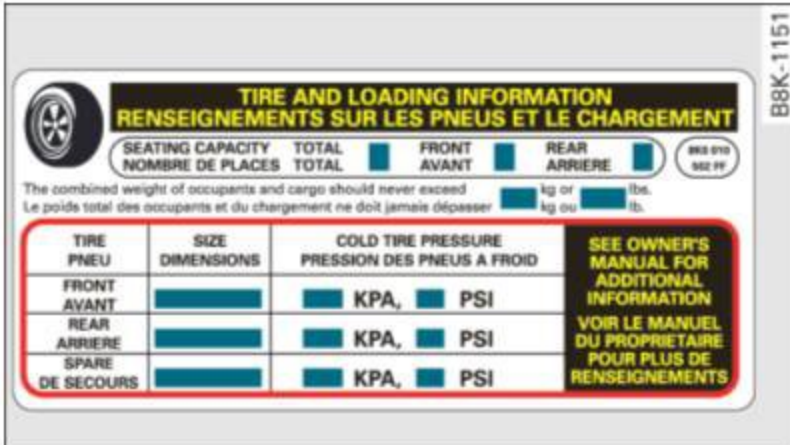 TIRE AND LOADING INFORMATION
RENSEIGNEMENTS SUR LES PNEUS ET LE CHARGEMENT
SEATING CAPACITY TOTAL FRONT REAR
NOMBRE DE PLACES TOTAL AVANT ARRIERE
The combined weight of occupants and cargo should never exceed kg or lbs.
Le poids total des occupants et du chargement ne doit jamais dépasser kg ou lb.
TIRE SIZE COLD TIRE PRESSURE
PNEU DIMENSIONS PRESSION DES PNEUS A FROID
FRONT
AVANT KPA, PSI
REAR
ARRIERE KPA, PSI
SPARE
DE SECOURS KPA, PSI
SEE OWNER'S
MANUAL FOR
ADDITIONAL
INFORMATION
VOIR LE MANUEL
DU PROPRIETAIRE
POUR PLUS DE
RENSEIGNEMENTS
B8K-1151